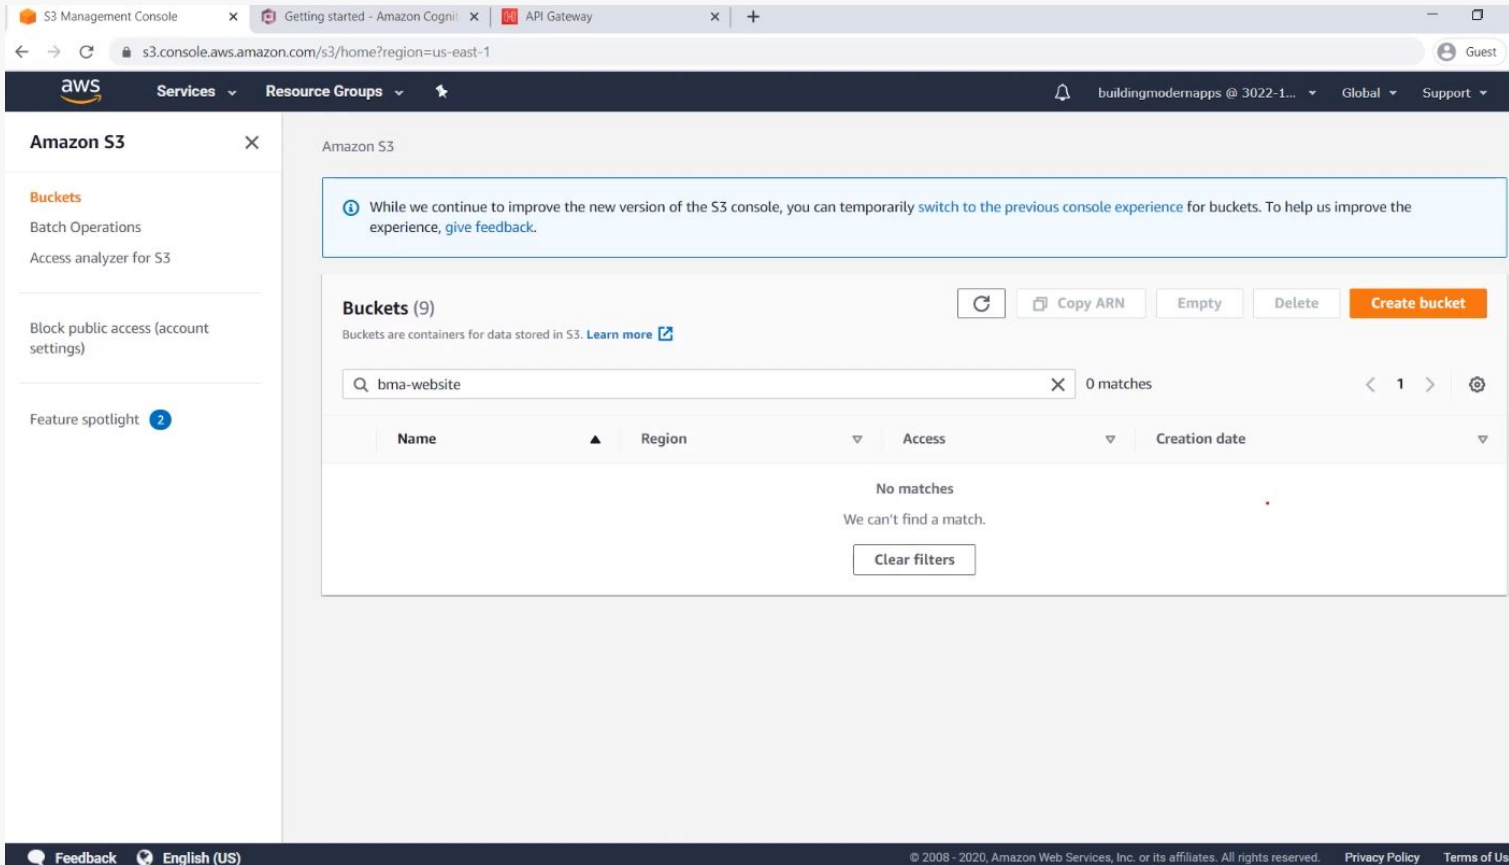 S3 Management Console
Getting started - Amazon Cogni
API Gateway
s3.console.aws.amazon.com/s3/home?region=us-east-1
Guest
aws
Services
Resource Groups
buildingmodernapps @ 3022-1...
Global
Support
Amazon S3
Buckets
Batch Operations
Access analyzer for S3
Block public access (account
settings)
Feature spotlight 2
Amazon S3
While we continue to improve the new version of the S3 console, you can temporarily switch to the previous console experience for buckets. To help us improve the
experience, give feedback.
Buckets (9)
Copy ARN
Empty
Delete
Create bucket
Buckets are containers for data stored in S3. Learn more
bma-website
0 matches
1
Name
Region
Access
Creation date
No matches
We can't find a match.
Clear filters
Feedback
English (US)
© 2008 - 2020, Amazon Web Services, Inc. or its affiliates. All rights reserved.
Privacy Policy
Terms of Us